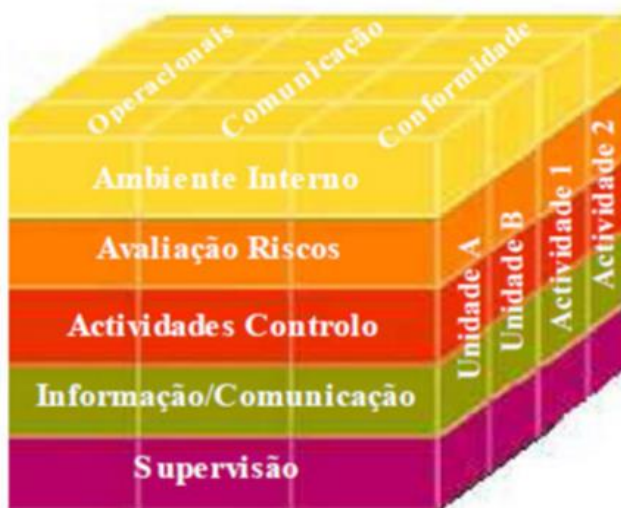 Operacionais
Comunicação
Conformidade
Ambiente Interno
Avaliação Riscos
Actividades Controlo
Informação/Comunicação
Supervisão
Unidade A
Unidade B
Actividade 1
Actividade 2